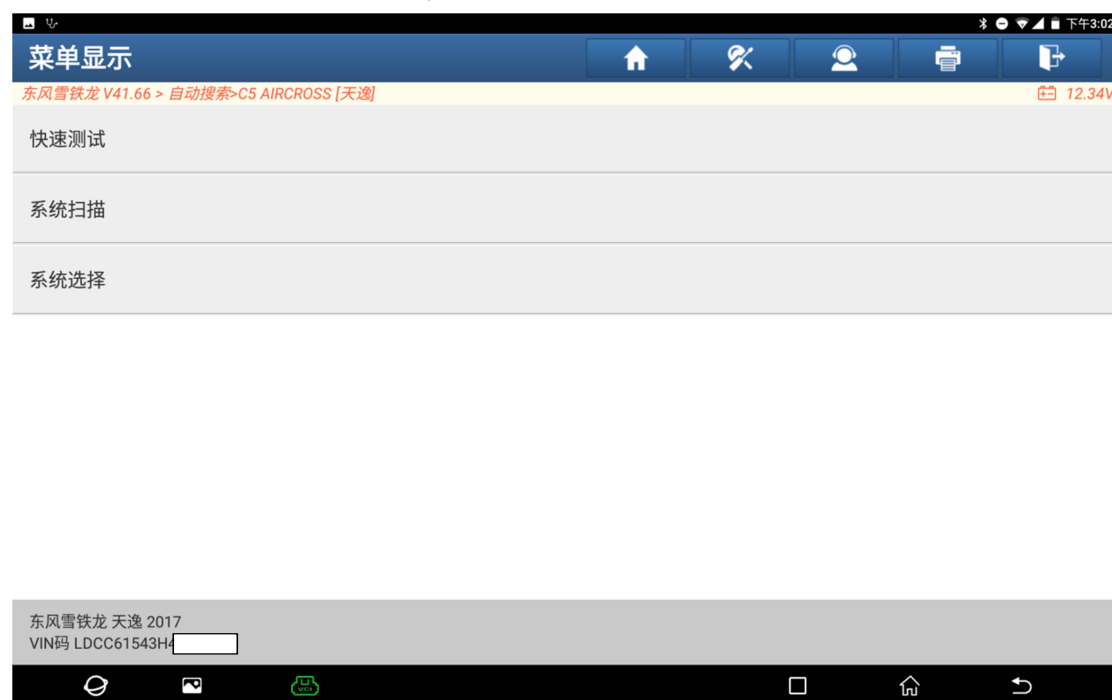 下午3:02
菜单显示
东风雪铁龙 V41.66 > 自动搜索>C5 AIRCROSS [天逸]
12.34V
快速测试
系统扫描
系统选择
东风雪铁龙 天逸 2017
VIN码 LDCC61543H4
VCI